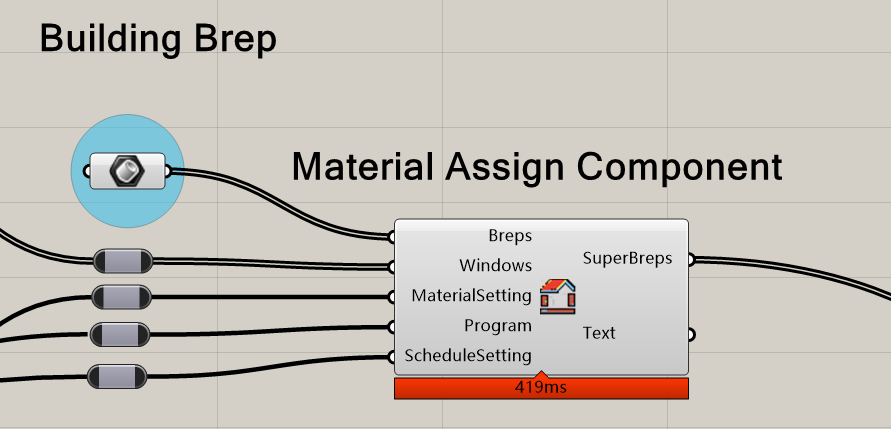 Building Brep
Material Assign Component
Breps
Windows
MaterialSetting
Program
ScheduleSetting
SuperBreps
Text
419ms